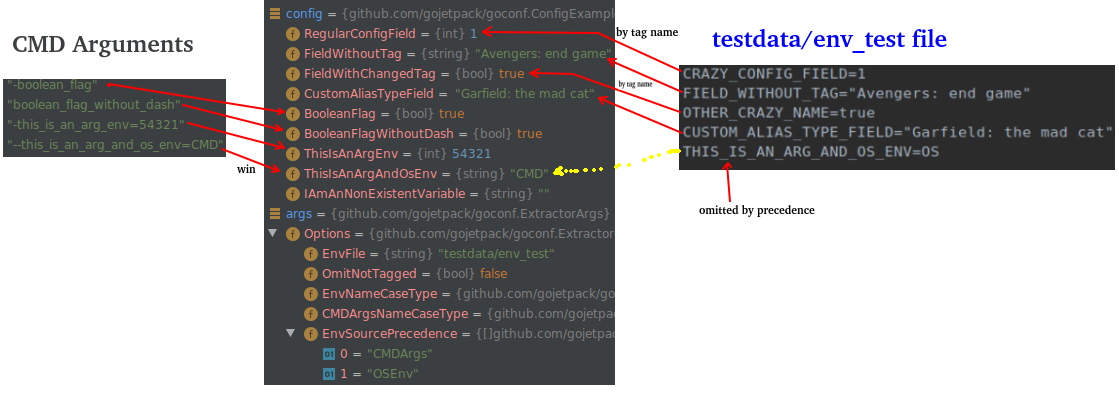 CMD Arguments
"-boolean_flag"
"boolean_flag_without_dash"
"-this_is_an_arg_env=54321"
"--this_is_an_arg_and_os_env=CMD"
win
config = {github.com/gojetpack/goconf.ConfigExampl
RegularConfigField = {int} 1
FieldWithoutTag = {string} "Avengers: end game"
FieldWithChangedTag = {bool} true
CustomAliasTypeField = "Garfield: the mad cat"
BooleanFlag = {bool} true
BooleanFlagWithoutDash = {bool} true
ThisIsAnArgEnv = {int} 54321
ThisIsAnArgAndOsEnv = {string} "CMD"
IAmAnNonExistentVariable = {string} ""
args = {github.com/gojetpack/goconf.ExtractorArgs}
Options = {github.com/gojetpack/goconf.Extractor
EnvFile = {string} "testdata/env_test"
OmitNotTagged = {bool} false
EnvNameCaseType = {github.com/gojetpack/go
CMDArgsNameCaseType = {github.com/gojetp
EnvSourcePrecedence = {[]github.com/gojetpac
0 = "CMDArgs"
1 = "OSEnv"
by tag name
by tag name
testdata/env_test file
CRAZY_CONFIG_FIELD=1
FIELD_WITHOUT_TAG="Avengers: end game"
OTHER_CRAZY_NAME=true
CUSTOM_ALIAS_TYPE_FIELD="Garfield: the mad cat"
THIS_IS_AN_ARG_AND_OS_ENV=OS
omitted by precedence